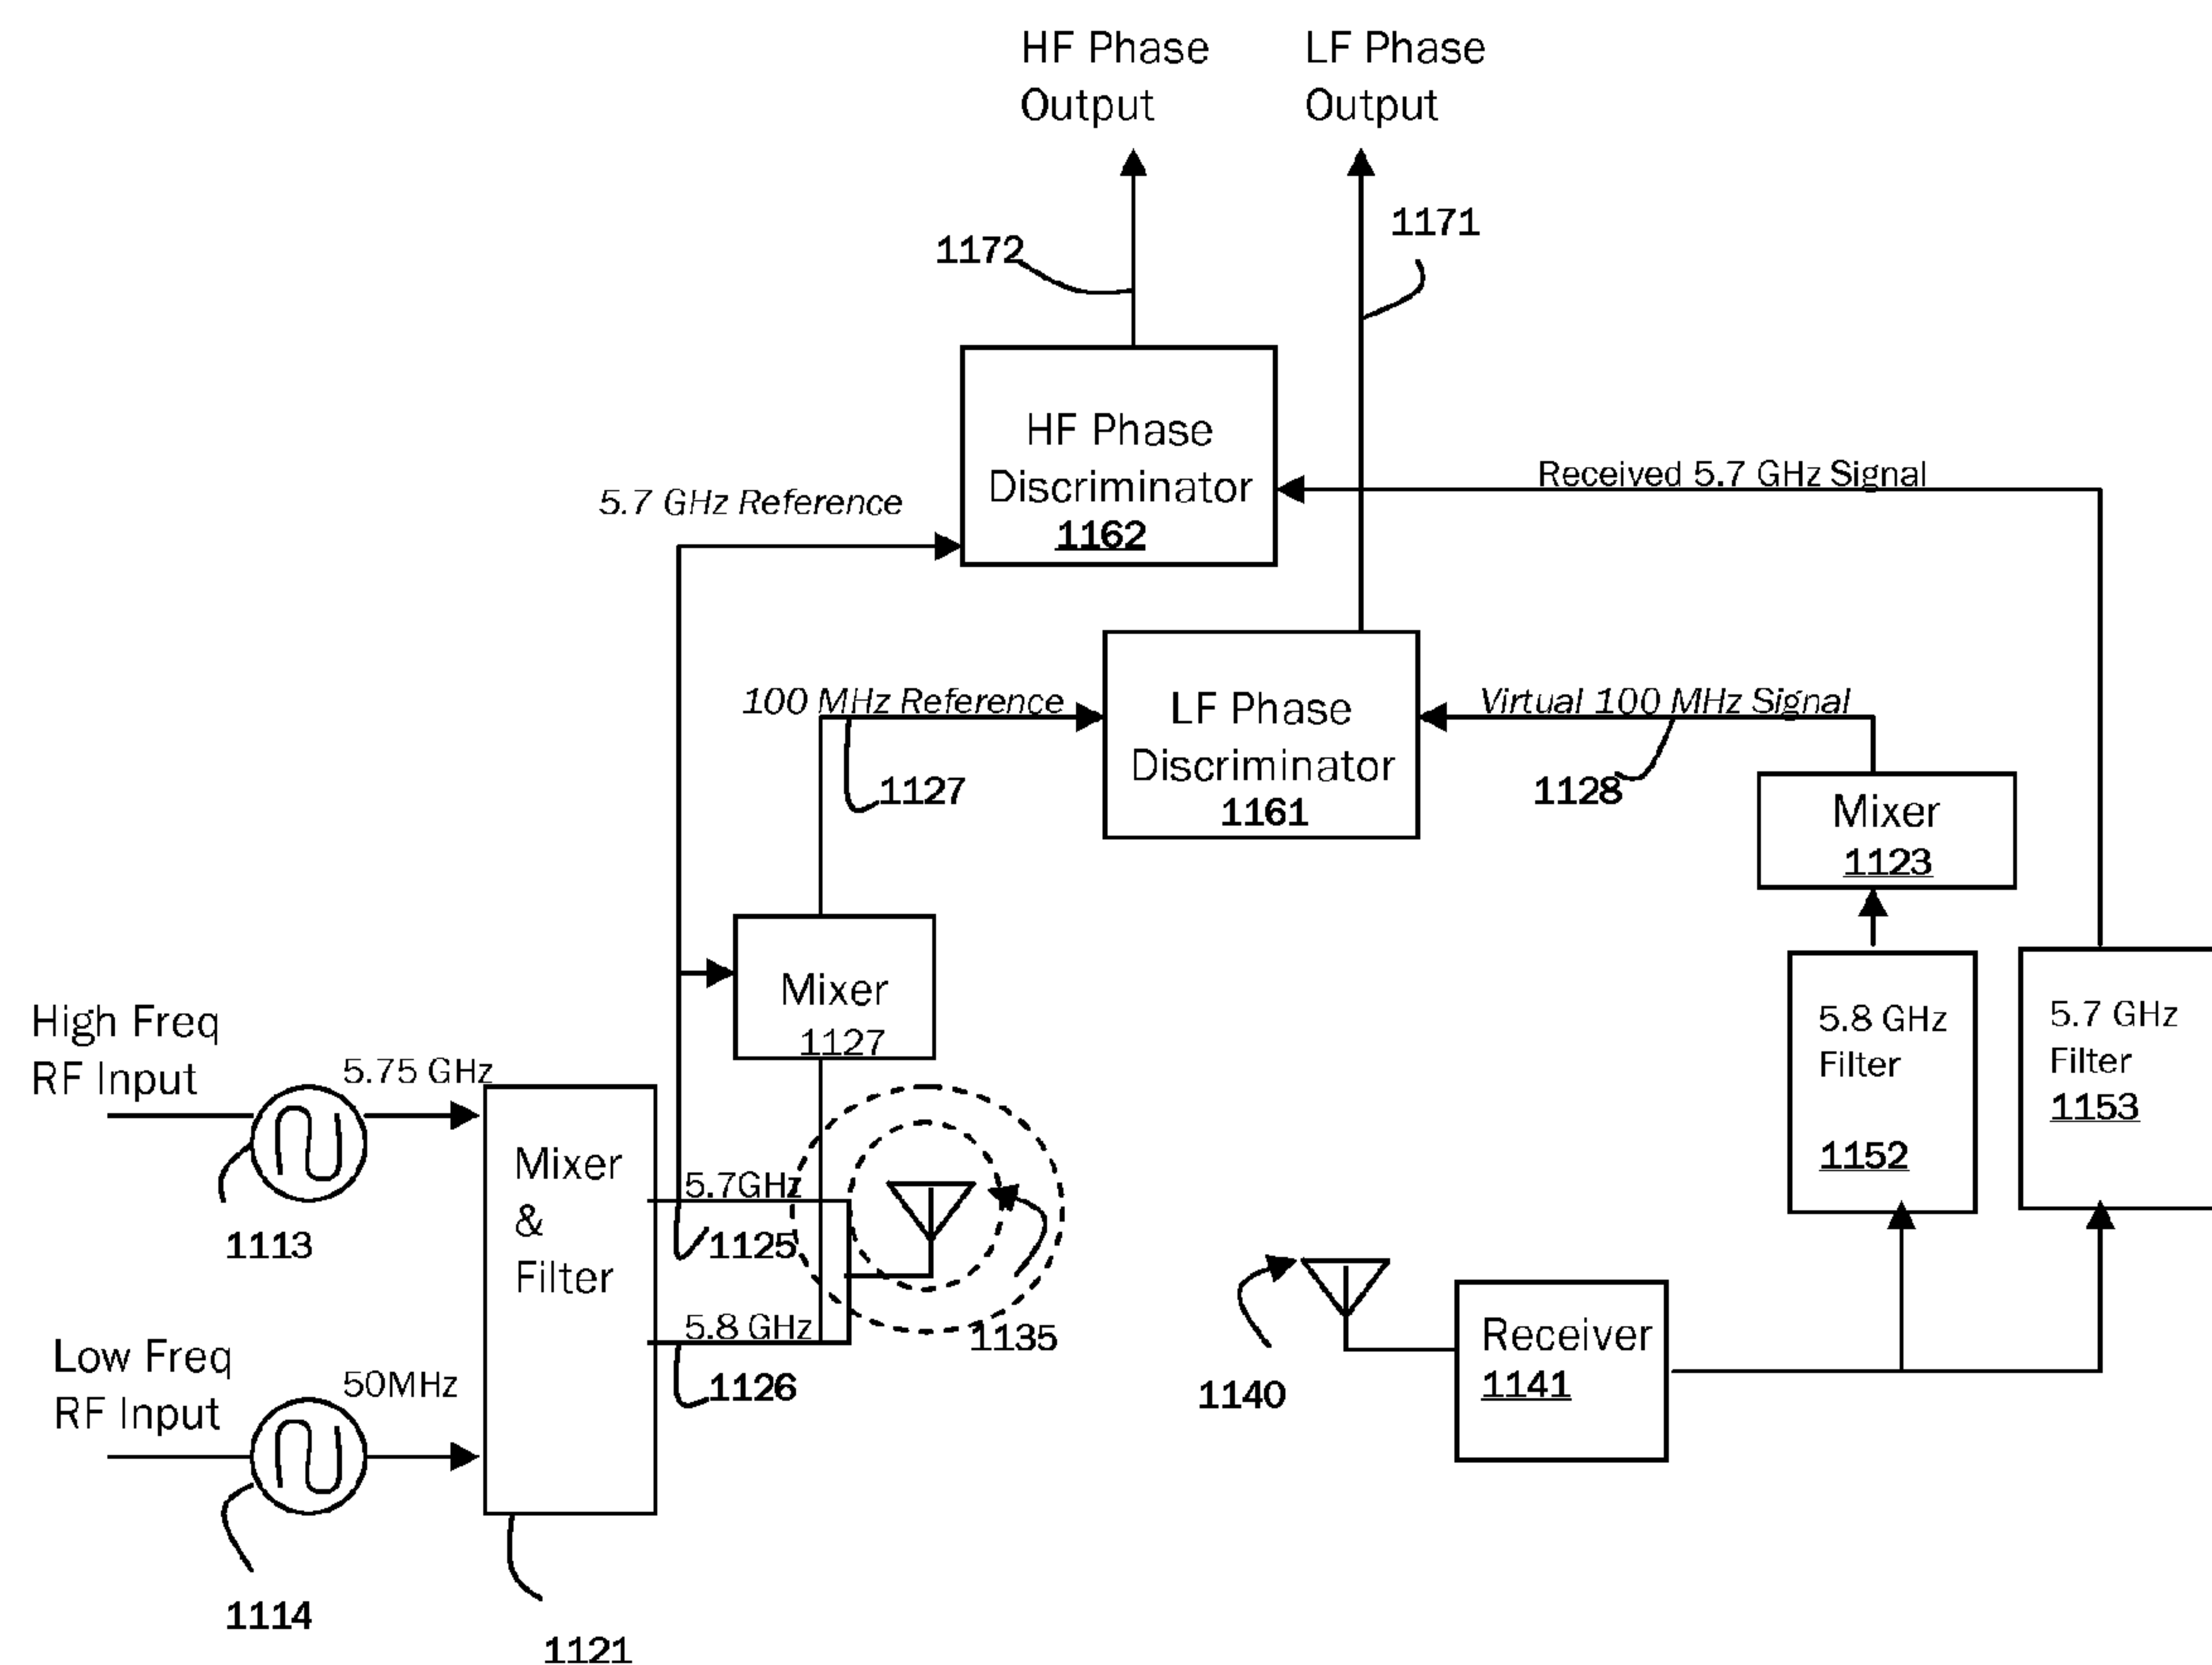 HF Phase
Output
LF Phase
Output
1172
1171
HF Phase
Discriminator
1162
5.7 GHz Reference
Received 5.7 GHz Signal
100 MHz Reference
LF Phase
Discriminator
1161
Virtual 100 MHz Signal
1127
1128
Mixer
1123
Mixer
1127
High Freq
RF Input
5.75 GHz
1113
Mixer
&
Filter
5.7GHz
1125
5.8 GHz
1126
1135
5.8 GHz
Filter
1152
5.7 GHz
Filter
1153
Low Freq
RF Input
50MHz
1114
1121
1140
Receiver
1141